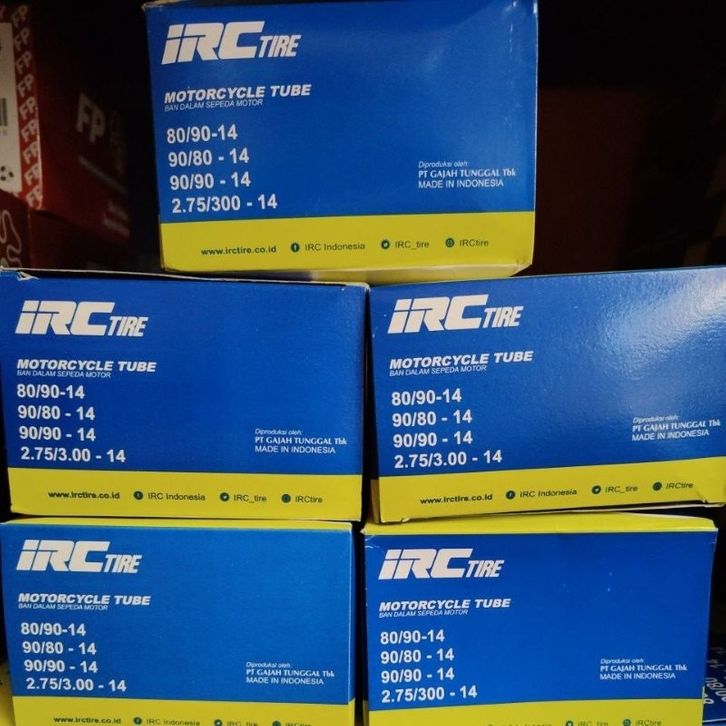 FP
FP
FP
IRC TIRE
MOTORCYCLE TUBE
BAN DALAM SEPEDA MOTOR
80/90-14
90/80 - 14
90/90 - 14
2.75/300 - 14
Diproduksi oleh:
PT GAJAH TUNGGAL Tbk
MADE IN INDONESIA
www.irctire.co.id IRC Indonesia IRC_tire IRCtire
IRC TIRE
MOTORCYCLE TUBE
BAN DALAM SEPEDA MOTOR
80/90-14
90/80 - 14
90/90 - 14
2.75/3.00 - 14
Diproduksi oleh:
PT GAJAH TUNGGAL Tbk
MADE IN INDONESIA
www.irctire.co.id IRC Indonesia IRC_tire IRCtire
IRC TIRE
MOTORCYCLE TUBE
BAN DALAM SEPEDA MOTOR
80/90-14
90/80 - 14
90/90 - 14
2.75/3.00 - 14
Diproduksi oleh:
PT GAJAH TUNGGAL Tbk
MADE IN INDONESIA
www.irctire.co.id IRC Indonesia IRC_tire IRCtire
IRC TIRE
MOTORCYCLE TUBE
BAN DALAM SEPEDA MOTOR
80/90-14
90/80 - 14
90/90 - 14
2.75/3.00 - 14
Diproduksi oleh:
PT GAJAH TUNGGAL Tbk
MADE IN INDONESIA
IRC TIRE
MOTORCYCLE TUBE
BAN DALAM SEPEDA MOTOR
80/90-14
90/80 - 14
90/90 - 14
2.75/300 - 14
Diproduksi oleh:
PT GAJAH TUNGGAL Tbk
MADE IN INDONESIA